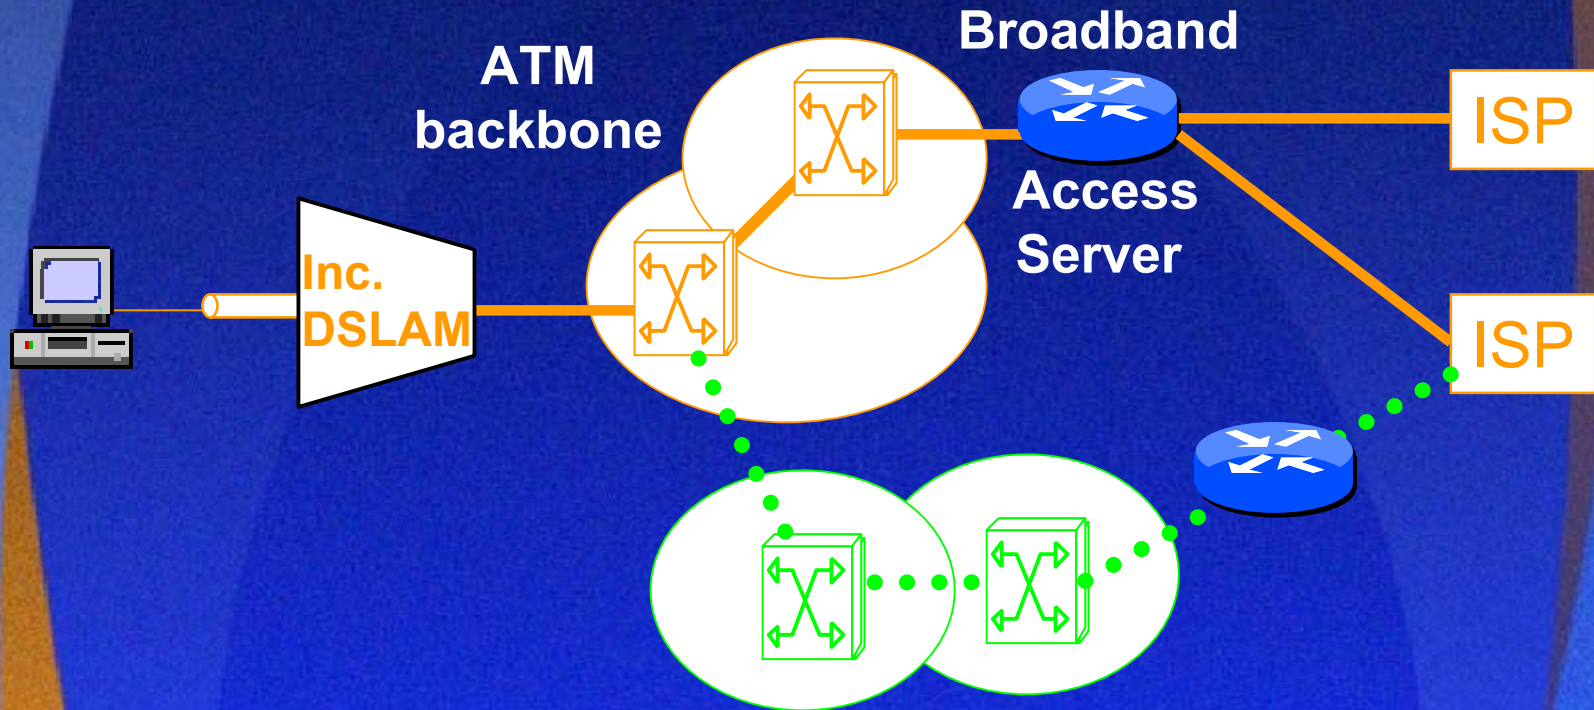 ATM
backbone
Broadband
Access
Server
ISP
Inc.
DSLAM
ISP